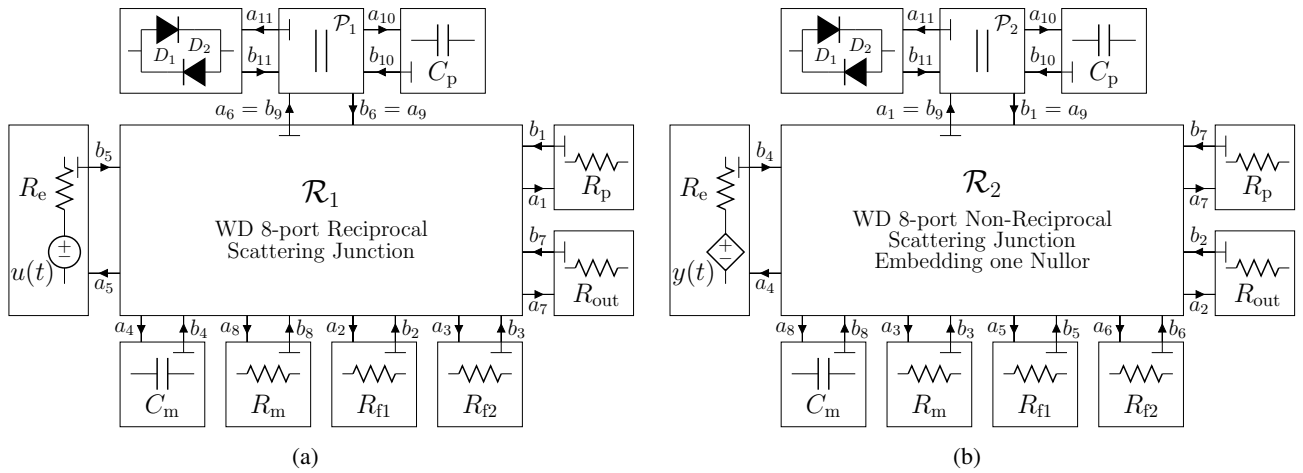 a₁₁ 𝒫₁ a₁₀
D₁ D₂
b₁₁ b₁₀ Cₚ
a₆ = b₉ b₆ = a₉
b₅ b₁
Rₑ Rₚ
a₁
ℛ₁
WD 8-port Reciprocal
Scattering Junction
b₇
u(t) Rₒᵤₜ
a₅ a₇
a₄ b₄ a₈ b₈ a₂ b₂ a₃ b₃
Cₘ Rₘ R_f1 R_f2
(a)
a₁₁ 𝒫₂ a₁₀
D₁ D₂
b₁₁ b₁₀ Cₚ
a₁ = b₉ b₁ = a₉
b₄ b₇
Rₑ Rₚ
a₇
ℛ₂
WD 8-port Non-Reciprocal
Scattering Junction
Embedding one Nullor
b₂
y(t) Rₒᵤₜ
a₄ a₂
a₈ b₈ a₃ b₃ a₅ b₅ a₆ b₆
Cₘ Rₘ R_f1 R_f2
(b)